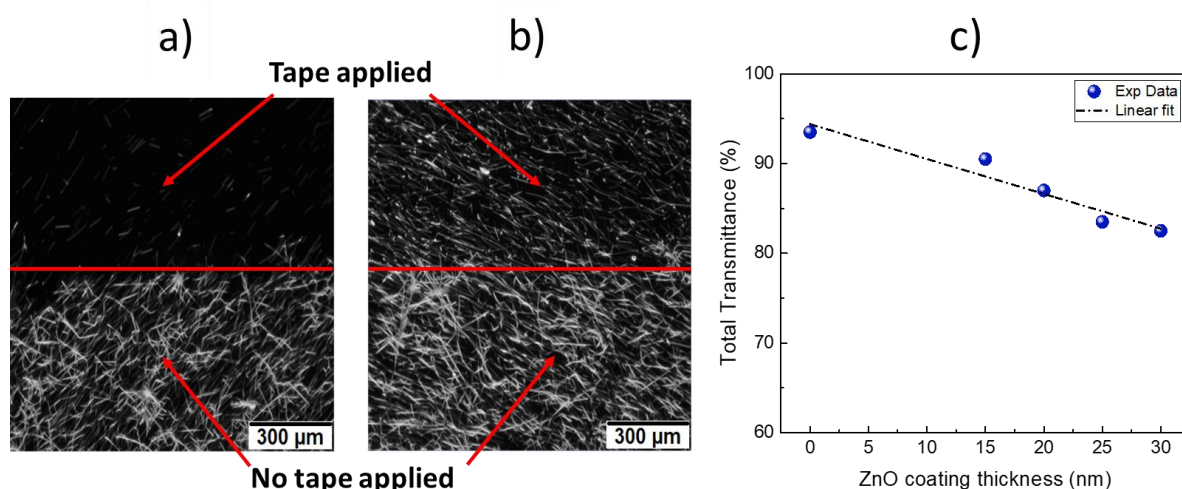 a)
b)
c)
Tape applied
300 µm
300 µm
No tape applied
100
90
80
70
60
Total Transmittance (%)
Exp Data
Linear fit
0
5
10
15
20
25
30
ZnO coating thickness (nm)